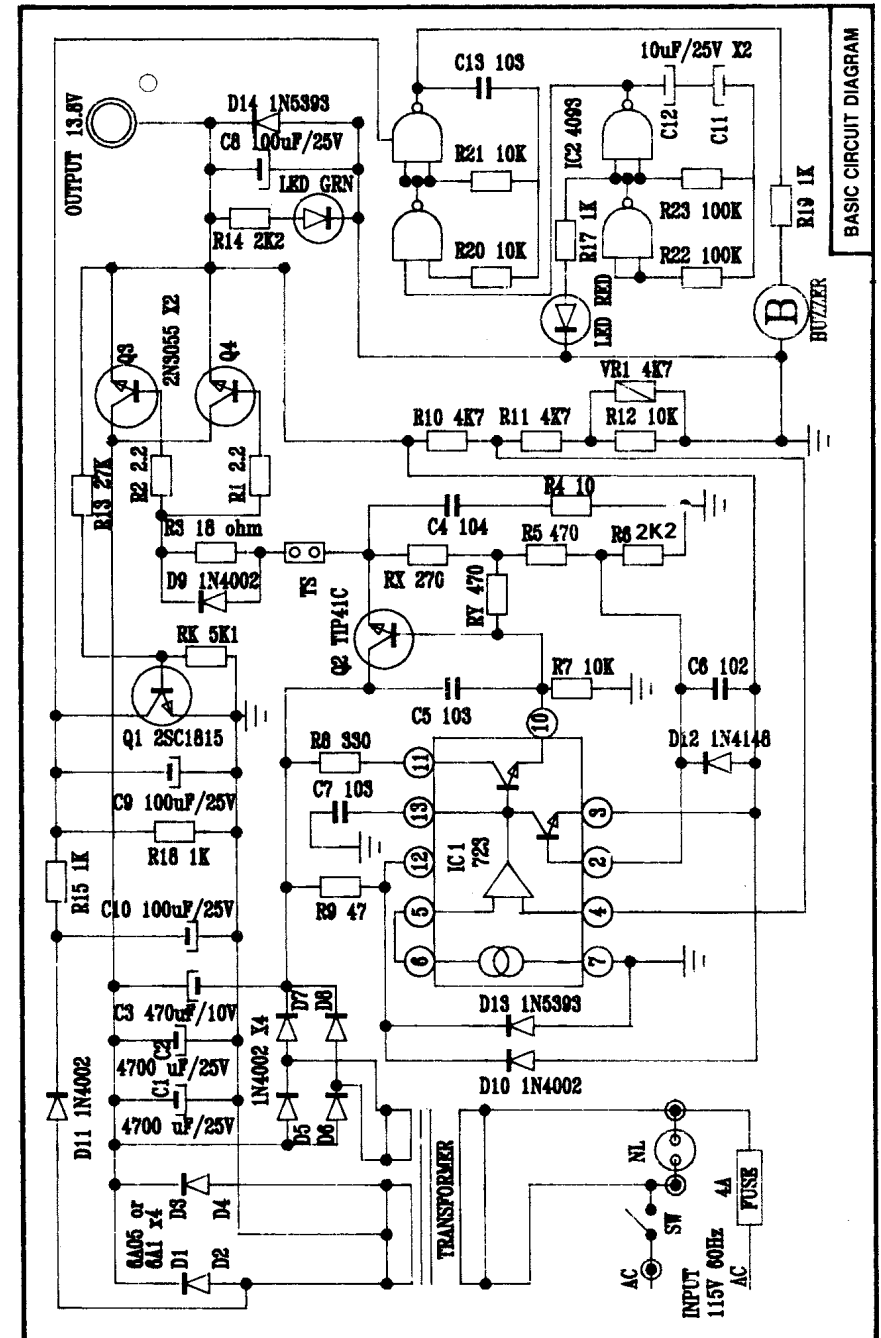 BASIC CIRCUIT DIAGRAM
OUTPUT 13.8V
D14 1N5393
C8 100uF/25V
LED GRN
R14 2K2
C13 103
R21 10K
R20 10K
IC2 4093
10uF/25V X2
C12
C11
R17 1K
R23 100K
R22 100K
R19 1K
LED RED
B
BUZZER
Q3
2N3055 X2
Q4
R13 27K
R2 2.2
R1 2.2
R3 18 ohm
D9 1N4002
TS
VR1 4K7
R10 4K7
R11 4K7
R12 10K
C4 104
R4 10
RX 270
RY 470
R5 470
R6 2K2
RK 5K1
Q1 2SC1815
Q2 TIP41C
C5 103
R7 10K
C6 102
D12 1N4148
C9 100uF/25V
R18 1K
R15 1K
R8 330
C7 103
R9 47
IC1
723
10
11
13
12
5
6
3
2
4
7
C10 100uF/25V
C3 470uF/10V
C2
4700 uF/25V
C1
4700 uF/25V
D11 1N4002
1N4002 X4
D7
D8
D5
D6
D13 1N5393
D10 1N4002
6A05 or
6A1 x4
D3
D4
D1
D2
TRANSFORMER
NL
4A
FUSE
SW
AC
INPUT
115V 60Hz
AC